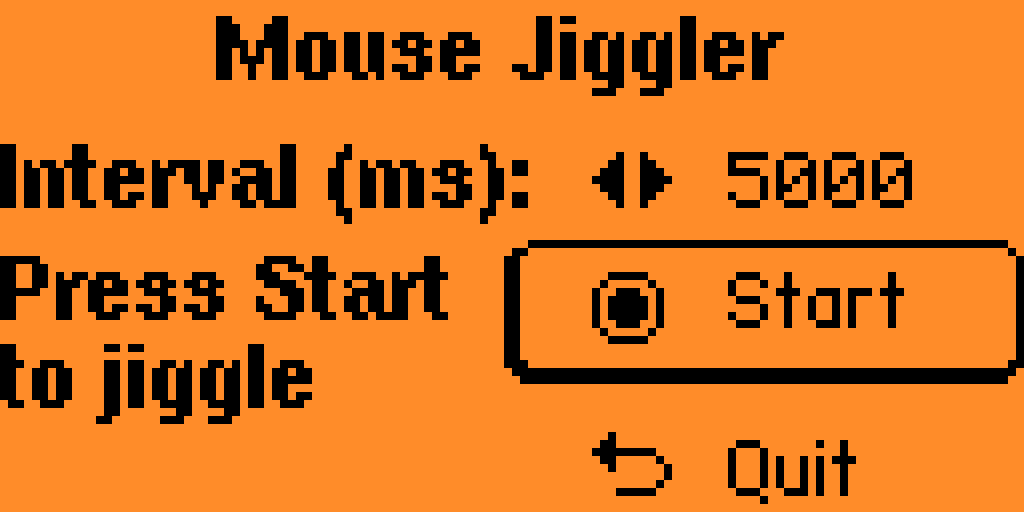 Mouse Jiggler
Interval (ms): 5000
Press Start
to jiggle
Start
Quit